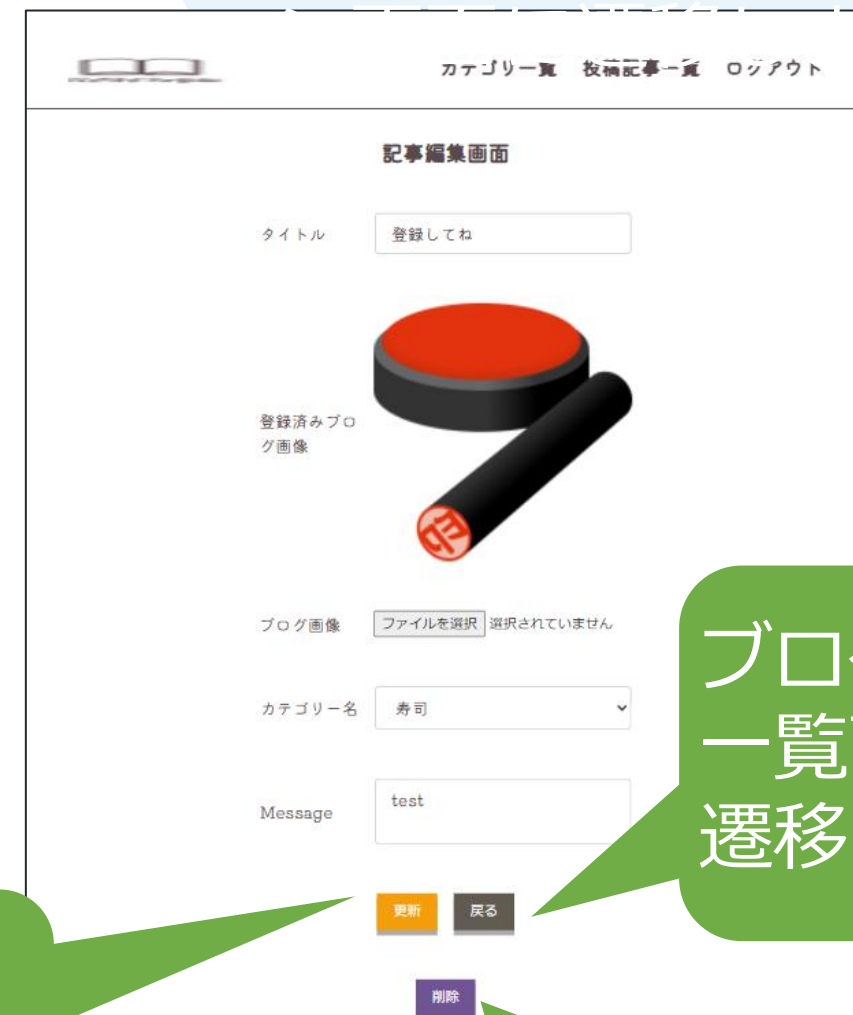 カテゴリ一覧 投稿記事一覧 ログアウト
記事編集画面
タイトル
登録してね
登録済みブロ
グ画像
印
ブログ画像
ファイルを選択 選択されていません
カテゴリー名
寿司
Message
test
ブロ
一覧
遷移
更新
戻る
削除